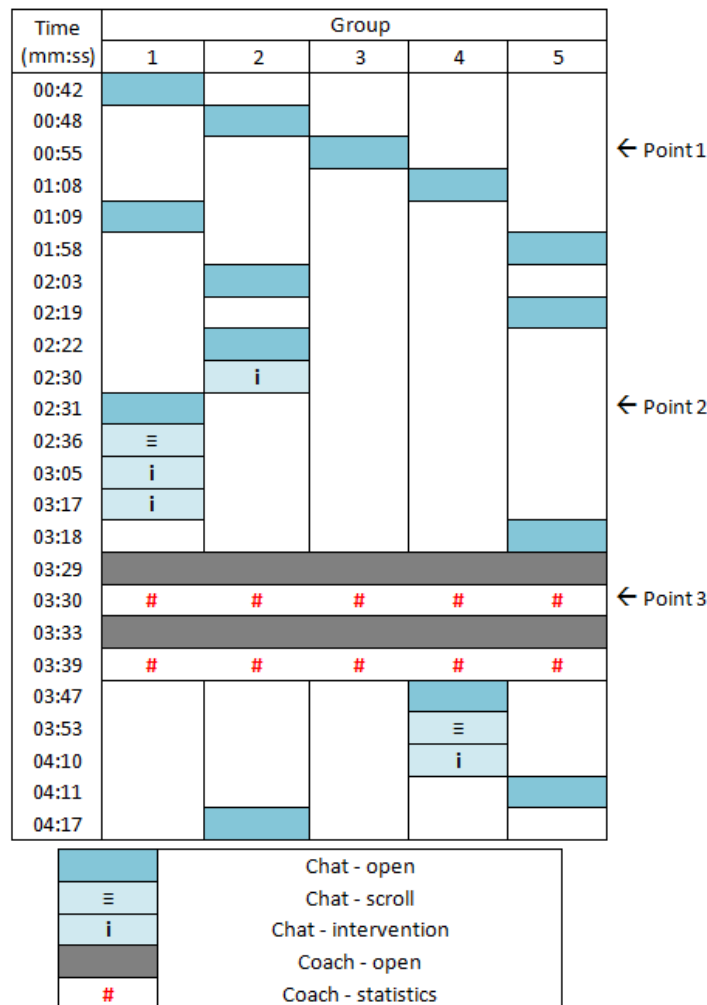 Time Group
(mm:ss) 1 2 3 4 5
00:42
00:48
00:55 ← Point 1
01:08
01:09
01:58
02:03
02:19
02:22
02:30 i
02:31 ← Point 2
02:36 ≡
03:05 i
03:17 i
03:18
03:29
03:30 # # # # # ← Point 3
03:33
03:39 # # # # #
03:47
03:53 ≡
04:10 i
04:11
04:17
Chat - open
≡ Chat - scroll
i Chat - intervention
Coach - open
# Coach - statistics